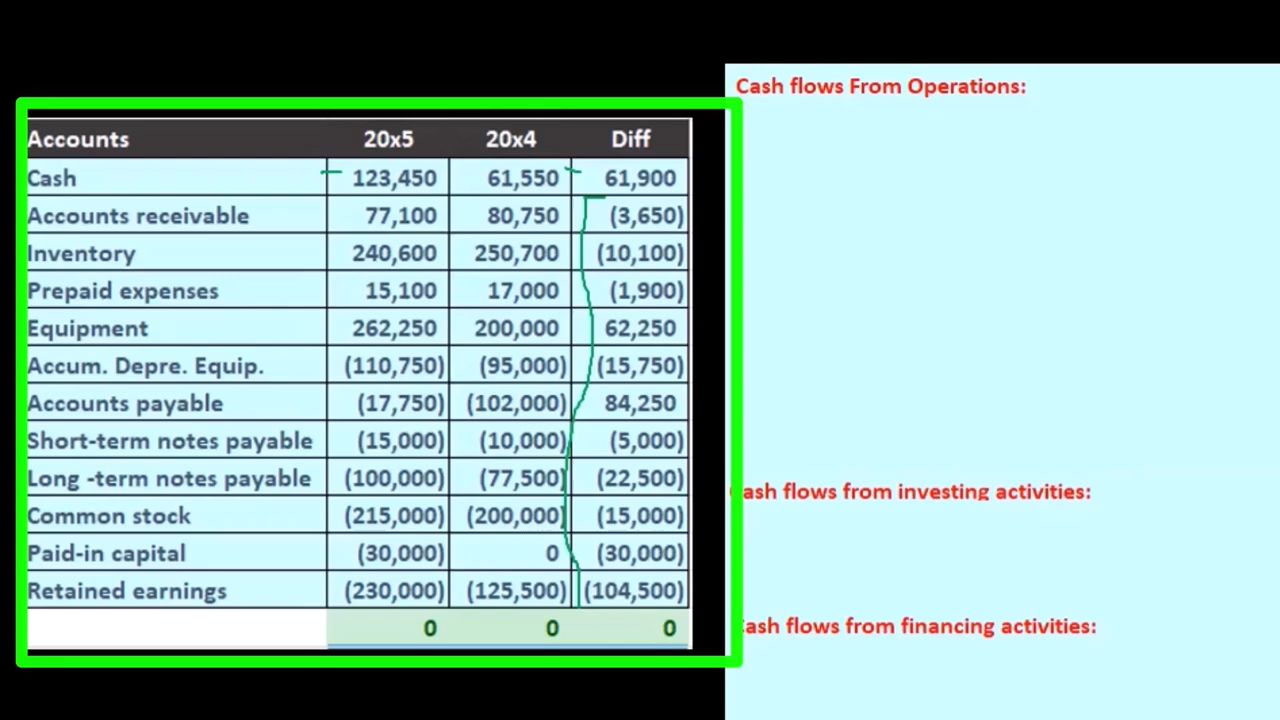 Cash flows From Operations:
Accounts 20x5 20x4 Diff
Cash 123,450 61,550 61,900
Accounts receivable 77,100 80,750 (3,650)
Inventory 240,600 250,700 (10,100)
Prepaid expenses 15,100 17,000 (1,900)
Equipment 262,250 200,000 62,250
Accum. Depre. Equip. (110,750) (95,000) (15,750)
Accounts payable (17,750) (102,000) 84,250
Short-term notes payable (15,000) (10,000) (5,000)
Long -term notes payable (100,000) (77,500) (22,500)
Common stock (215,000) (200,000) (15,000)
Paid-in capital (30,000) 0 (30,000)
Retained earnings (230,000) (125,500) (104,500)
0 0 0
Cash flows from investing activities:
Cash flows from financing activities: